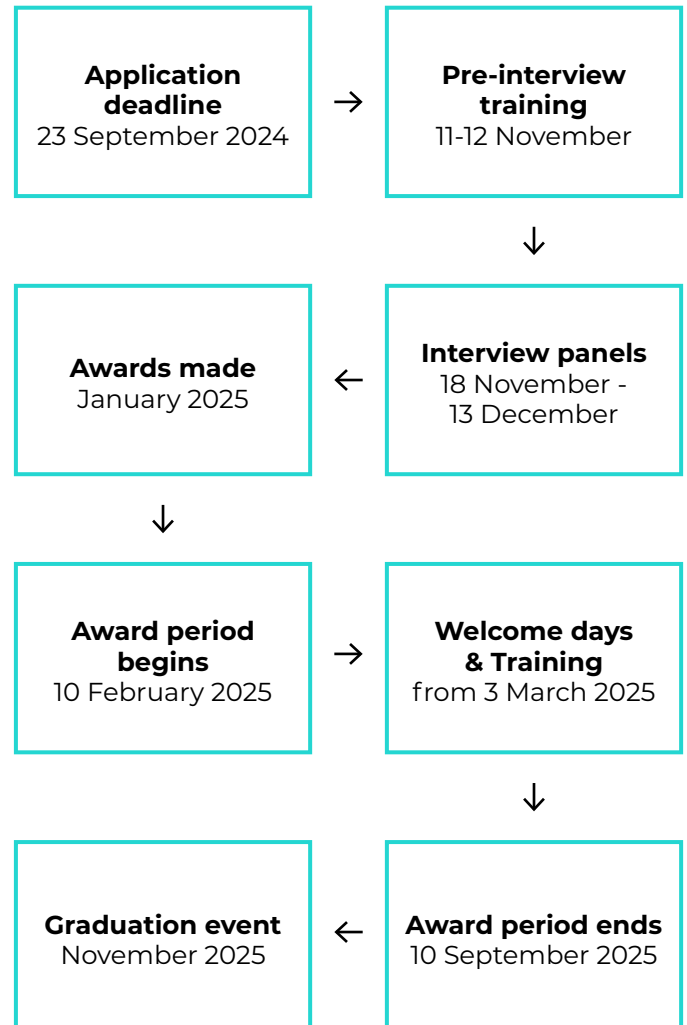 Application
deadline
23 September 2024
Pre-interview
training
11-12 November
Interview panels
18 November -
13 December
Awards made
January 2025
Award period
begins
10 February 2025
Welcome days
& Training
from 3 March 2025
Award period ends
10 September 2025
Graduation event
November 2025